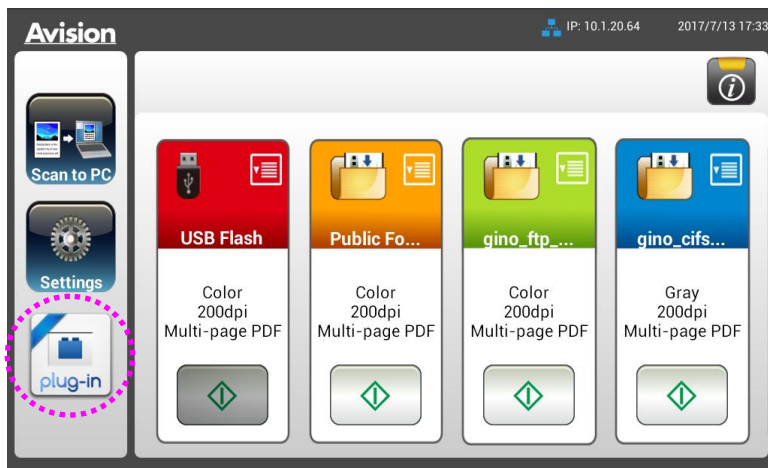 Avision
IP: 10.1.20.64
2017/7/13 17:33
Scan to PC
Settings
plug-in
USB Flash
Color
200dpi
Multi-page PDF
Public Fo...
Color
200dpi
Multi-page PDF
gino_ftp_...
Color
200dpi
Multi-page PDF
gino_cifs...
Gray
200dpi
Multi-page PDF